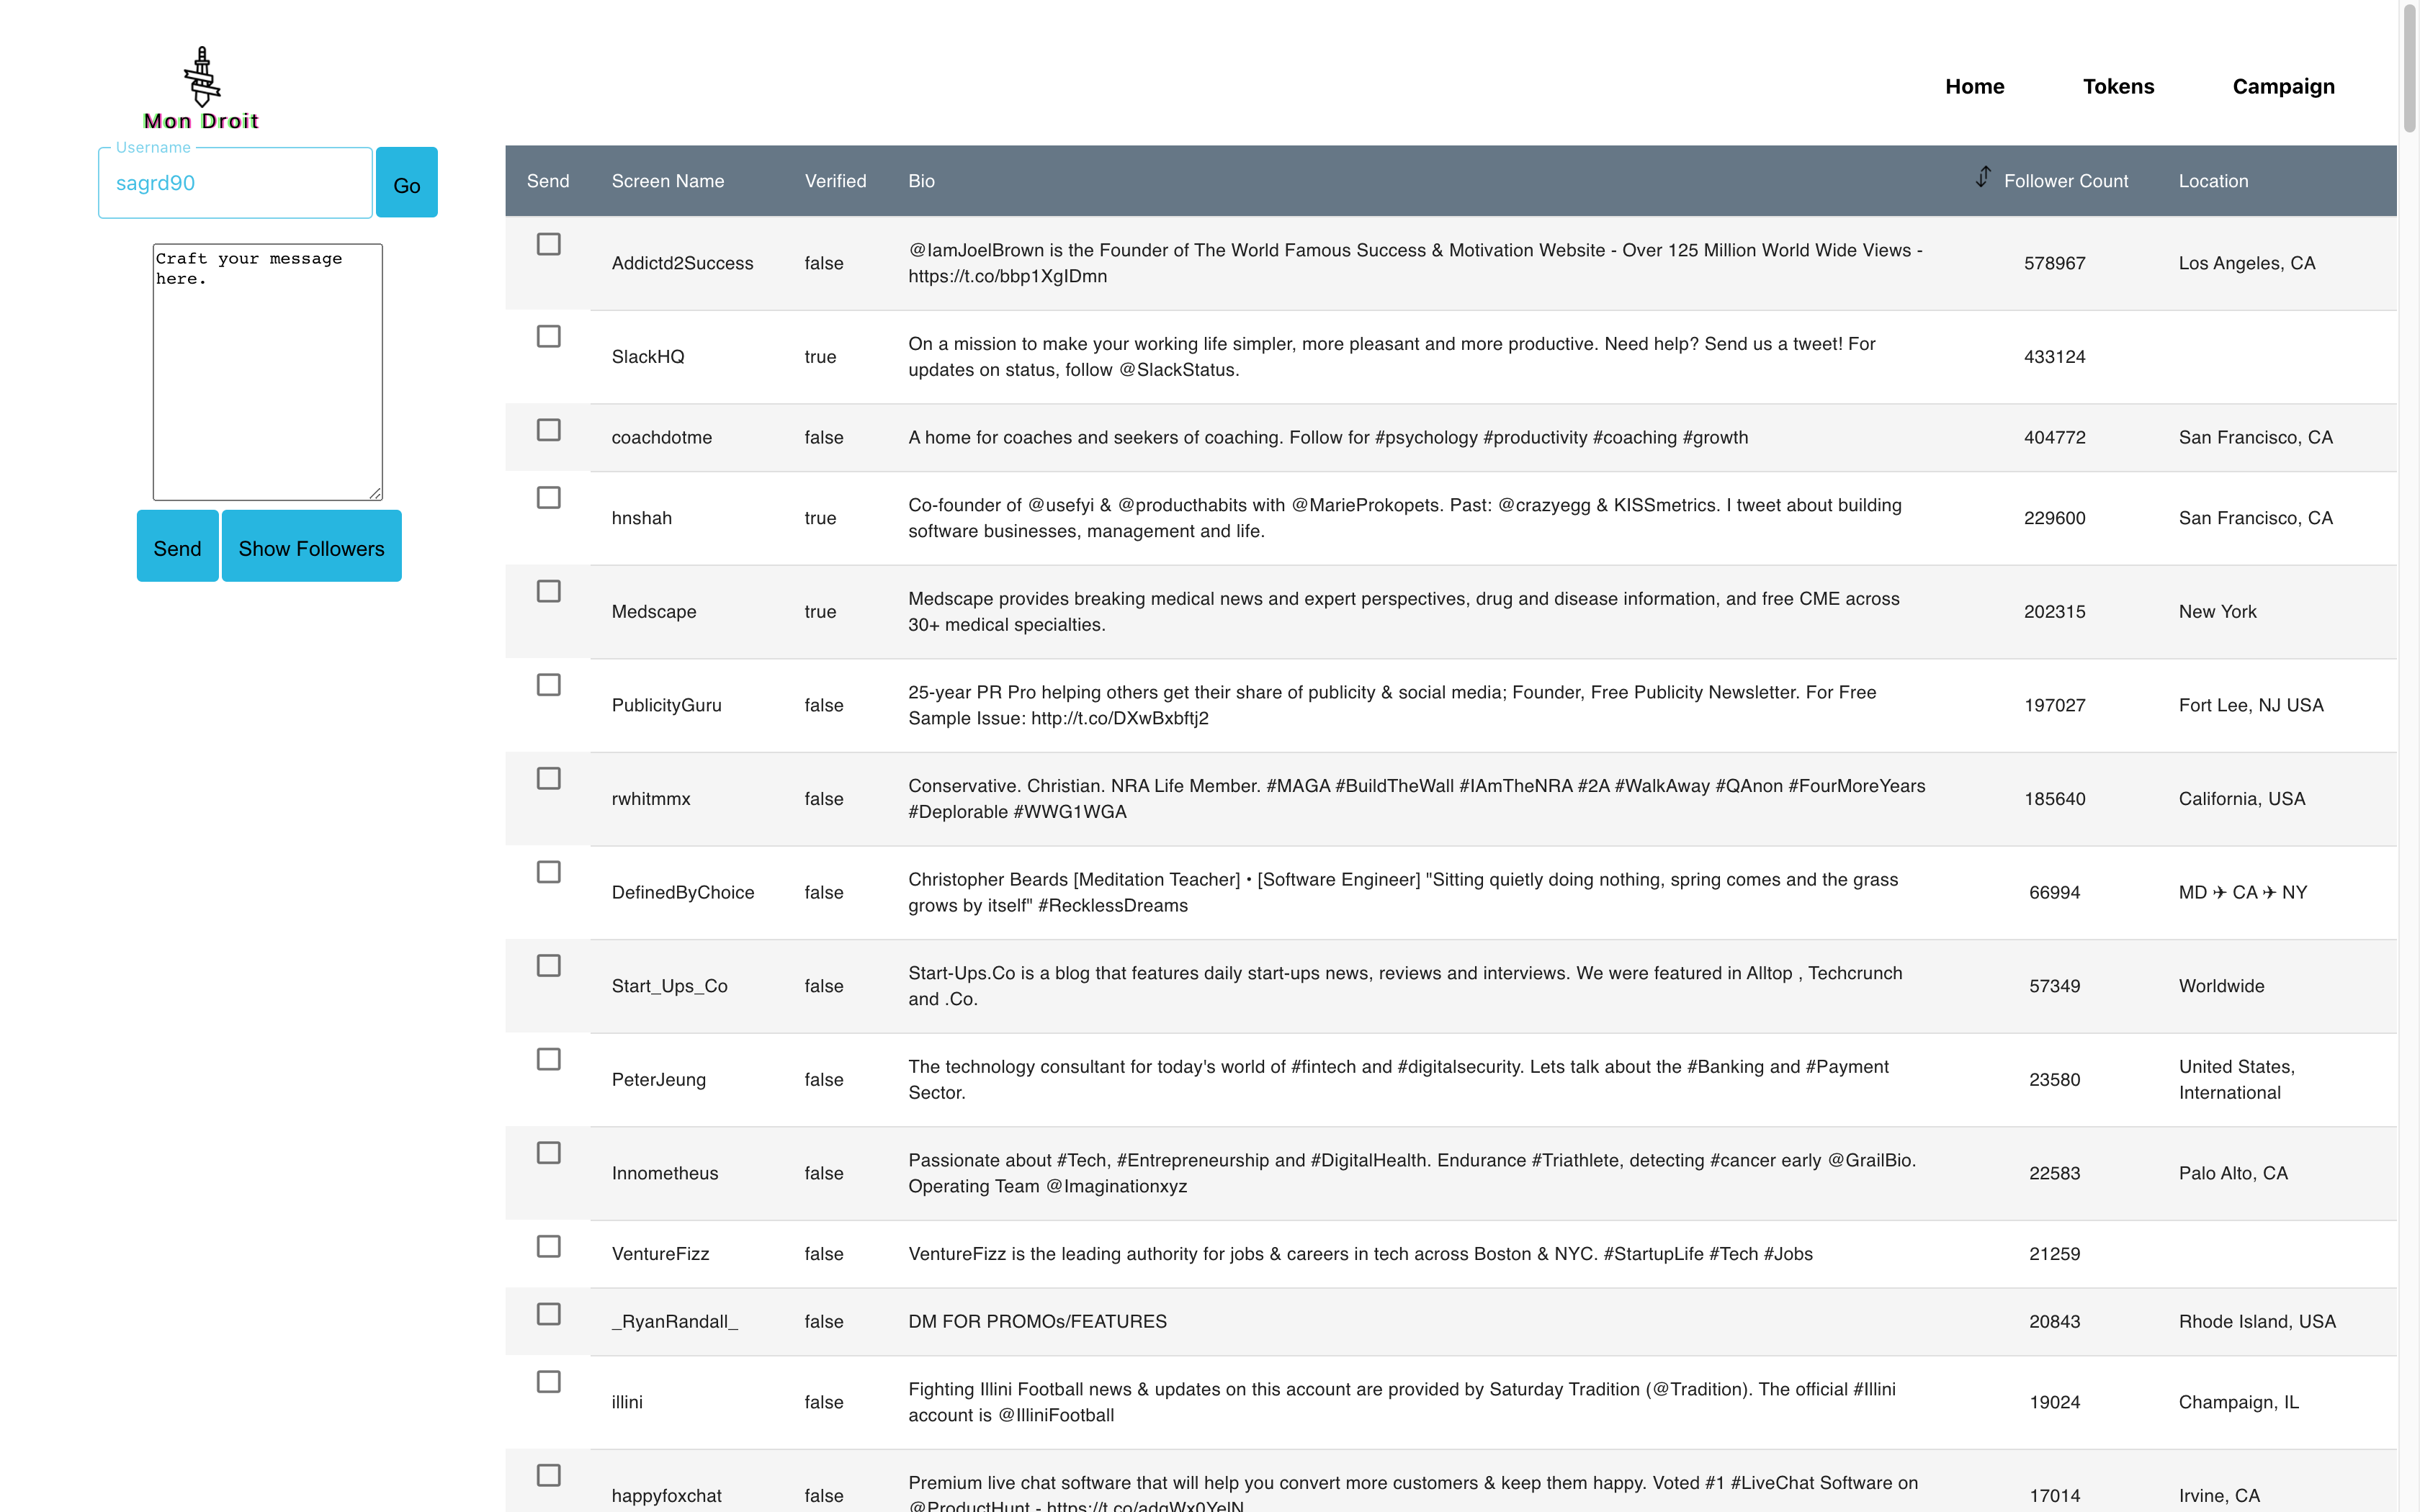 Mon Droit
Home Tokens Campaign
Username
sagrd90
Go
Craft your message
here.
Send Show Followers
Send Screen Name Verified Bio Follower Count Location
Addictd2Success false @IamJoelBrown is the Founder of The World Famous Success & Motivation Website - Over 125 Million World Wide Views -
https://t.co/bbp1XgIDmn 578967 Los Angeles, CA
SlackHQ true On a mission to make your working life simpler, more pleasant and more productive. Need help? Send us a tweet! For
updates on status, follow @SlackStatus. 433124
coachdotme false A home for coaches and seekers of coaching. Follow for #psychology #productivity #coaching #growth 404772 San Francisco, CA
hnshah true Co-founder of @usefyi & @producthabits with @MarieProkopets. Past: @crazyegg & KISSmetrics. I tweet about building
software businesses, management and life. 229600 San Francisco, CA
Medscape true Medscape provides breaking medical news and expert perspectives, drug and disease information, and free CME across
30+ medical specialties. 202315 New York
PublicityGuru false 25-year PR Pro helping others get their share of publicity & social media; Founder, Free Publicity Newsletter. For Free
Sample Issue: http://t.co/DXwBxbftj2 197027 Fort Lee, NJ USA
rwhitmmx false Conservative. Christian. NRA Life Member. #MAGA #BuildTheWall #IAmTheNRA #2A #WalkAway #QAnon #FourMoreYears
#Deplorable #WWG1WGA 185640 California, USA
DefinedByChoice false Christopher Beards [Meditation Teacher] • [Software Engineer] "Sitting quietly doing nothing, spring comes and the grass
grows by itself" #RecklessDreams 66994 MD ✈ CA ✈ NY
Start_Ups_Co false Start-Ups.Co is a blog that features daily start-ups news, reviews and interviews. We were featured in Alltop , Techcrunch
and .Co. 57349 Worldwide
PeterJeung false The technology consultant for today's world of #fintech and #digitalsecurity. Lets talk about the #Banking and #Payment
Sector. 23580 United States,
International
Innometheus false Passionate about #Tech, #Entrepreneurship and #DigitalHealth. Endurance #Triathlete, detecting #cancer early @GrailBio.
Operating Team @Imaginationxyz 22583 Palo Alto, CA
VentureFizz false VentureFizz is the leading authority for jobs & careers in tech across Boston & NYC. #StartupLife #Tech #Jobs 21259
_RyanRandall_ false DM FOR PROMOs/FEATURES 20843 Rhode Island, USA
illini false Fighting Illini Football news & updates on this account are provided by Saturday Tradition (@Tradition). The official #Illini
account is @IlliniFootball 19024 Champaign, IL
happyfoxchat false Premium live chat software that will help you convert more customers & keep them happy. Voted #1 #LiveChat Software on
@ProductHunt - 17014 Irvine, CA